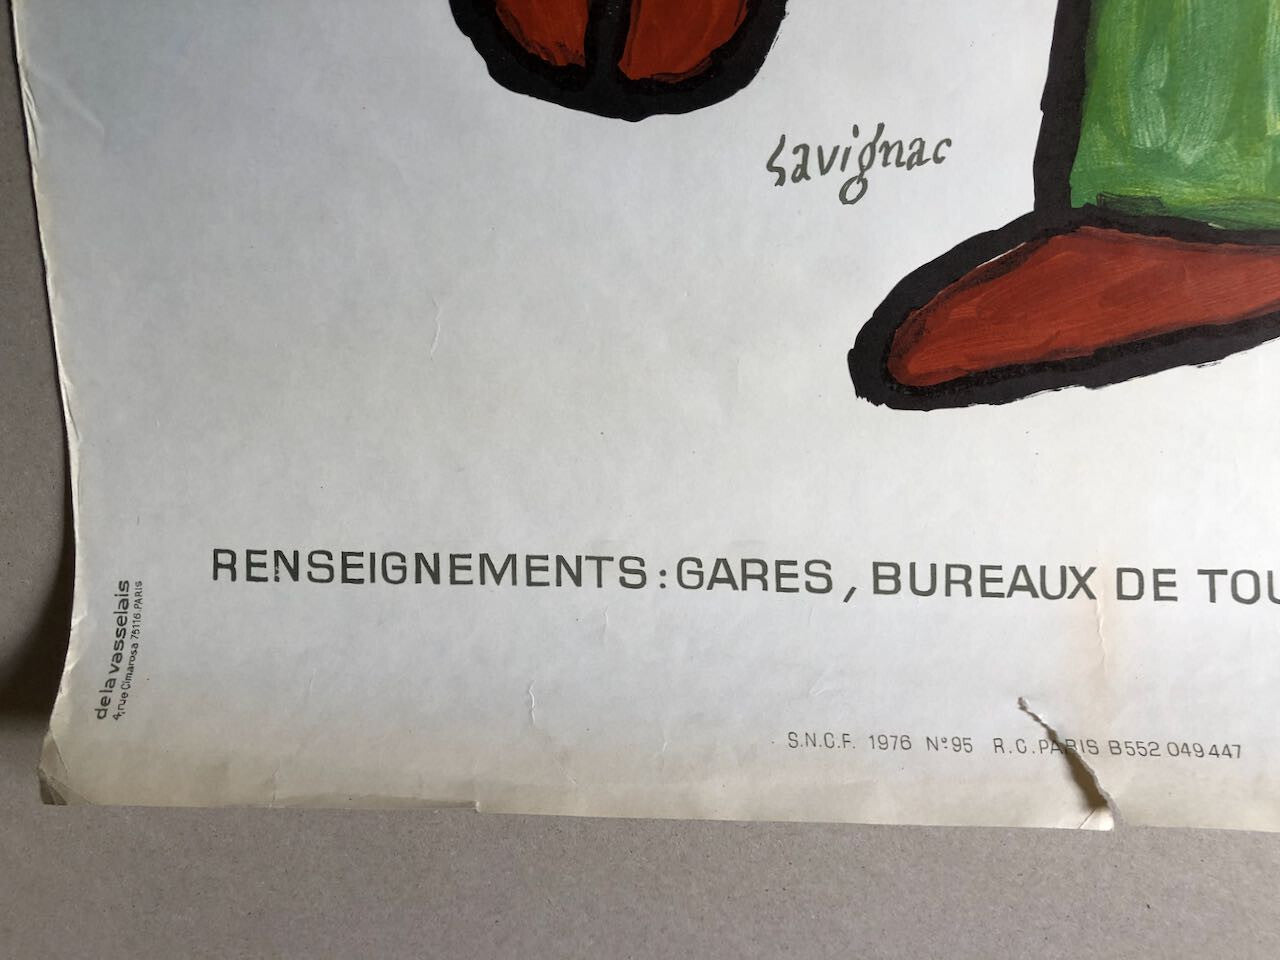 Savignac
RENSEIGNEMENTS : GARES, BUREAUX DE TOU
de la vasselais
4, rue Cimarosa 75116.PARIS
S.N.C.F. 1976 Nº95 R.C.PARIS B552 049 447